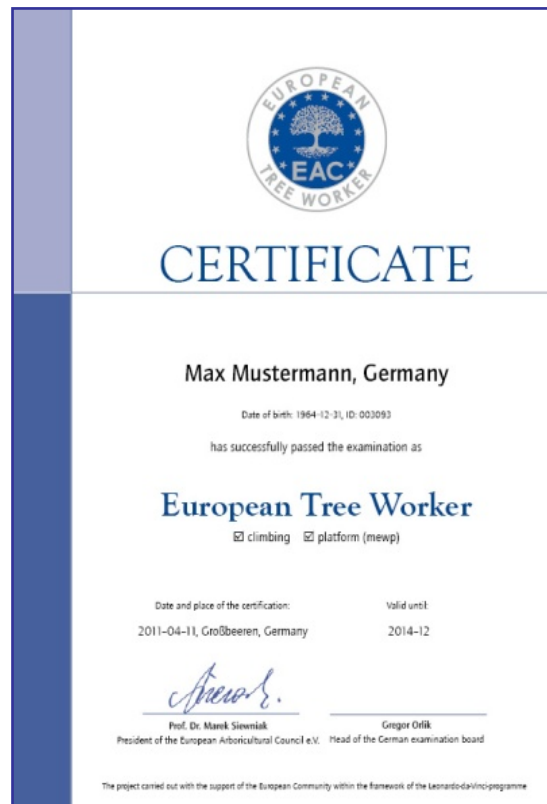 EUROPEAN
EAC
TREE WORKER
CERTIFICATE
Max Mustermann, Germany
Date of birth: 1964-12-31, ID: 003093
has successfully passed the examination as
European Tree Worker
☑ climbing ☑ platform (mewp)
Date and place of the certification: Valid until:
2011-04-11, Großbeeren, Germany 2014-12
Prof. Dr. Marek Siewniak Gregor Orlik
President of the European Arboricultural Council e.V. Head of the German examination board
The project carried out with the support of the European Community within the framework of the Leonardo-da-Vinci-programme